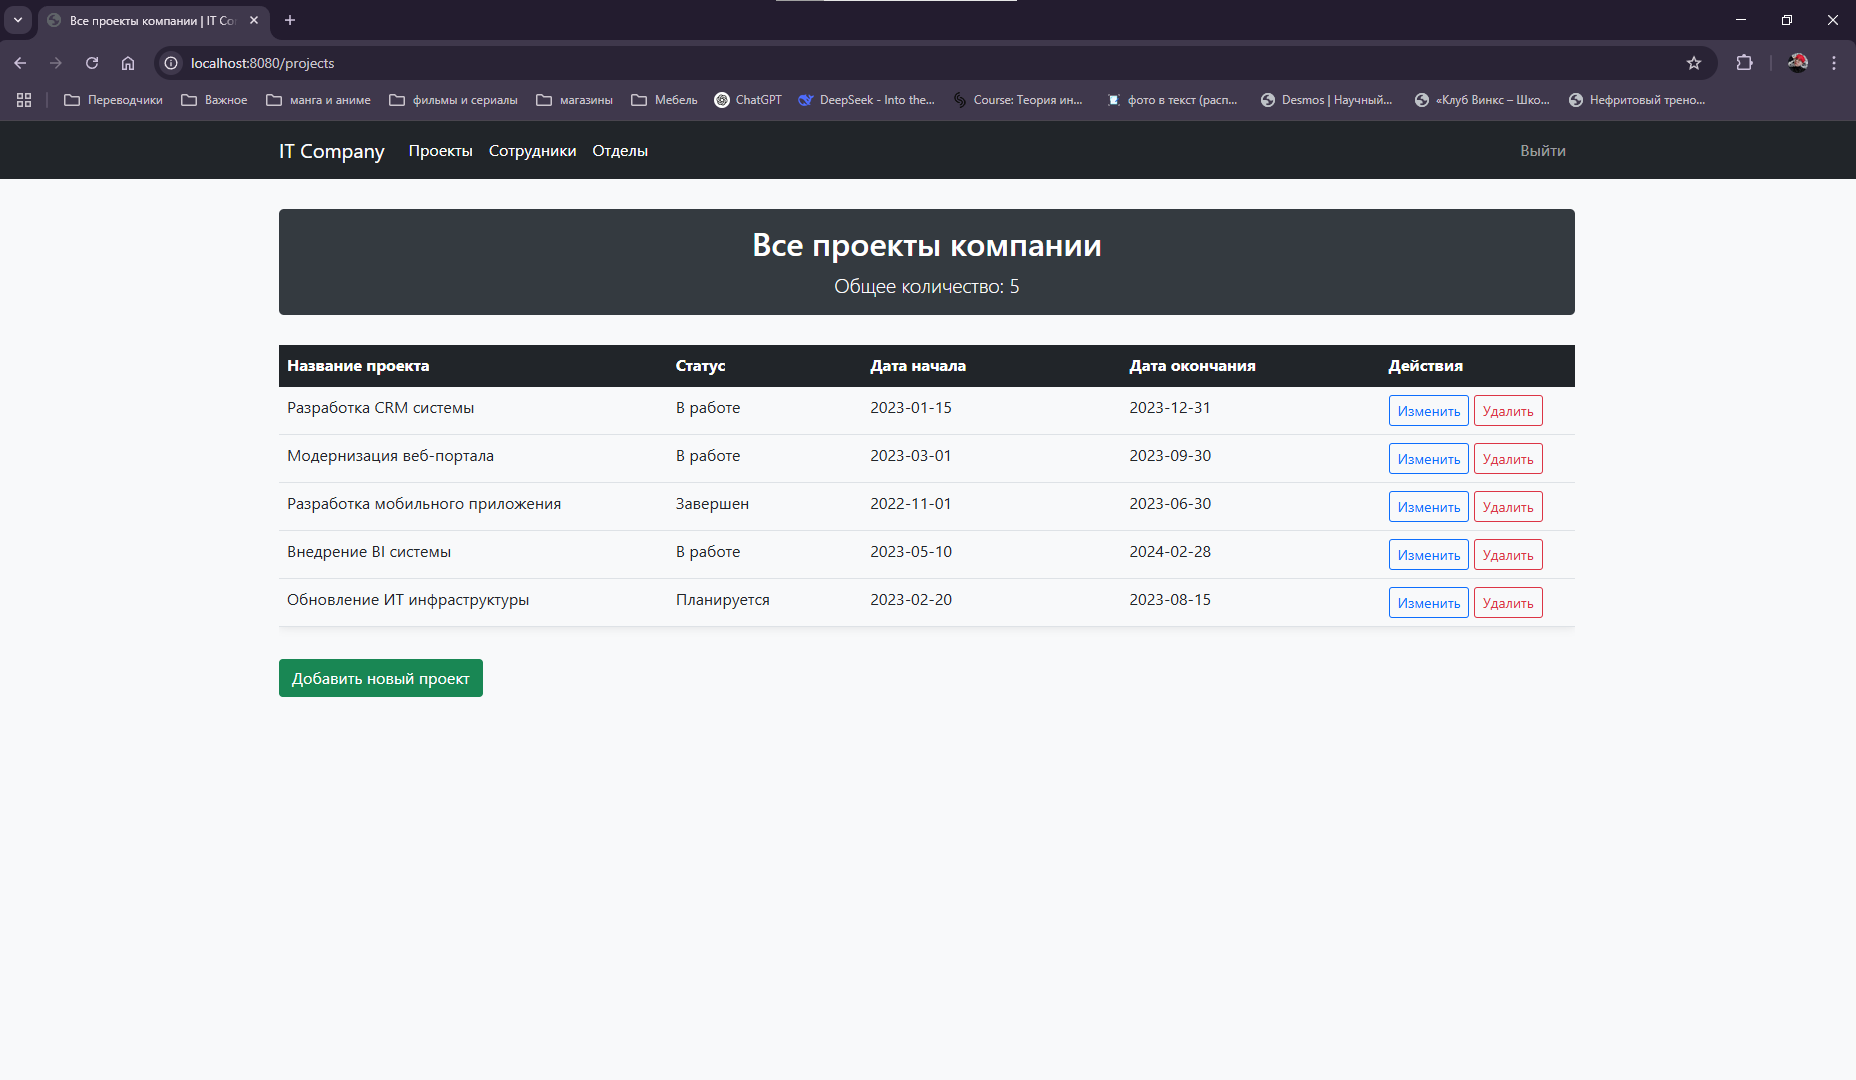 Все проекты компании | IT Co
localhost:8080/projects
Переводчики Важное манга и аниме фильмы и сериалы магазины Мебель ChatGPT DeepSeek - Into the... Course: Теория ин... фото в текст (расп... Desmos | Научный... «Клуб Винкс – Шко... Нефритовый трено...
IT Company Проекты Сотрудники Отделы Выйти
Все проекты компании
Общее количество: 5
Название проекта Статус Дата начала Дата окончания Действия
Разработка CRM системы В работе 2023-01-15 2023-12-31 Изменить Удалить
Модернизация веб-портала В работе 2023-03-01 2023-09-30 Изменить Удалить
Разработка мобильного приложения Завершен 2022-11-01 2023-06-30 Изменить Удалить
Внедрение BI системы В работе 2023-05-10 2024-02-28 Изменить Удалить
Обновление ИТ инфраструктуры Планируется 2023-02-20 2023-08-15 Изменить Удалить
Добавить новый проект